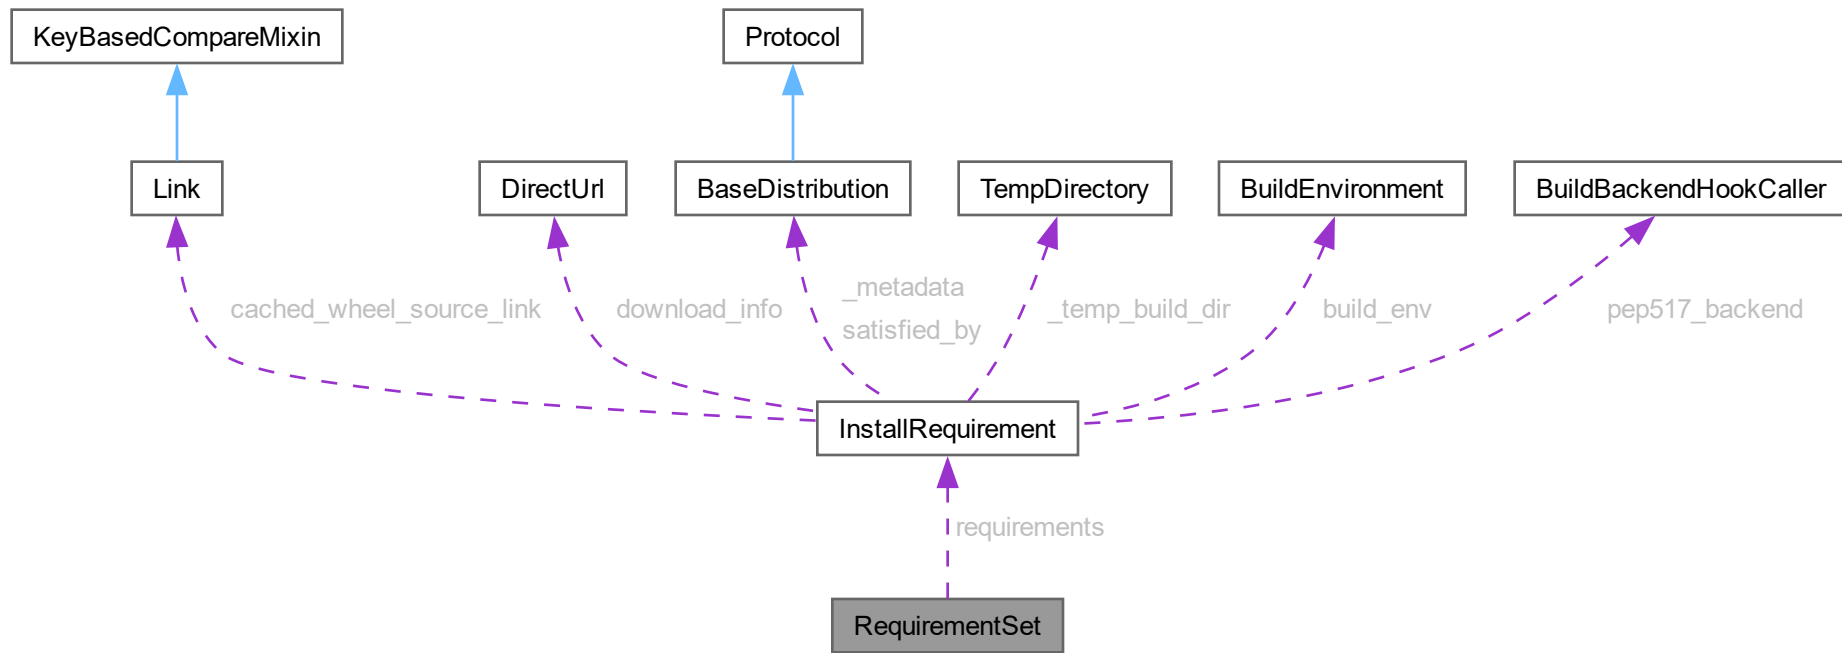 KeyBasedCompareMixin
Protocol
Link
DirectUrl
BaseDistribution
TempDirectory
BuildEnvironment
BuildBackendHookCaller
cached_wheel_source_link
download_info
_metadata
satisfied_by
_temp_build_dir
build_env
pep517_backend
InstallRequirement
requirements
RequirementSet